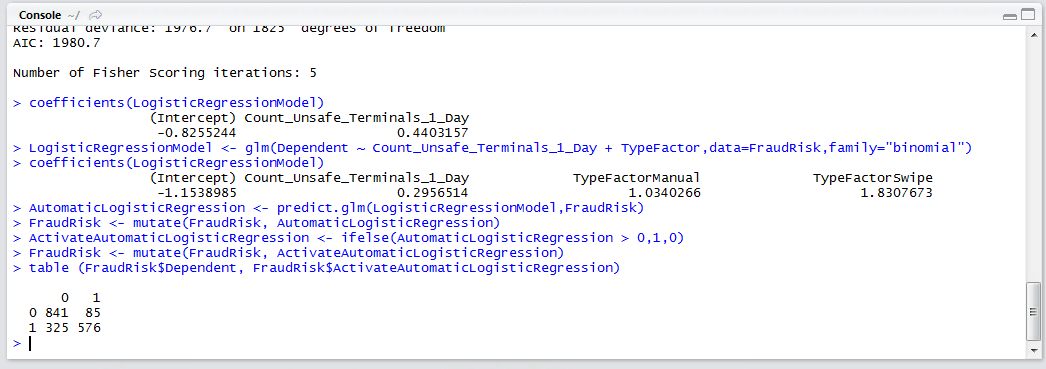 Console ~/
Residual deviance: 1976.7 on 1825 degrees of freedom
AIC: 1980.7
Number of Fisher Scoring iterations: 5
> coefficients(LogisticRegressionModel)
(Intercept) Count_Unsafe_Terminals_1_Day
-0.8255244 0.4403157
> LogisticRegressionModel <- glm(Dependent ~ Count_Unsafe_Terminals_1_Day + TypeFactor,data=FraudRisk,family="binomial")
> coefficients(LogisticRegressionModel)
(Intercept) Count_Unsafe_Terminals_1_Day TypeFactorManual TypeFactorSwipe
-1.1538985 0.2956514 1.0340266 1.8307673
> AutomaticLogisticRegression <- predict.glm(LogisticRegressionModel,FraudRisk)
> FraudRisk <- mutate(FraudRisk, AutomaticLogisticRegression)
> ActivateAutomaticLogisticRegression <- ifelse(AutomaticLogisticRegression > 0,1,0)
> FraudRisk <- mutate(FraudRisk, ActivateAutomaticLogisticRegression)
> table (FraudRisk$Dependent, FraudRisk$ActivateAutomaticLogisticRegression)
0 1
0 841 85
1 325 576
>